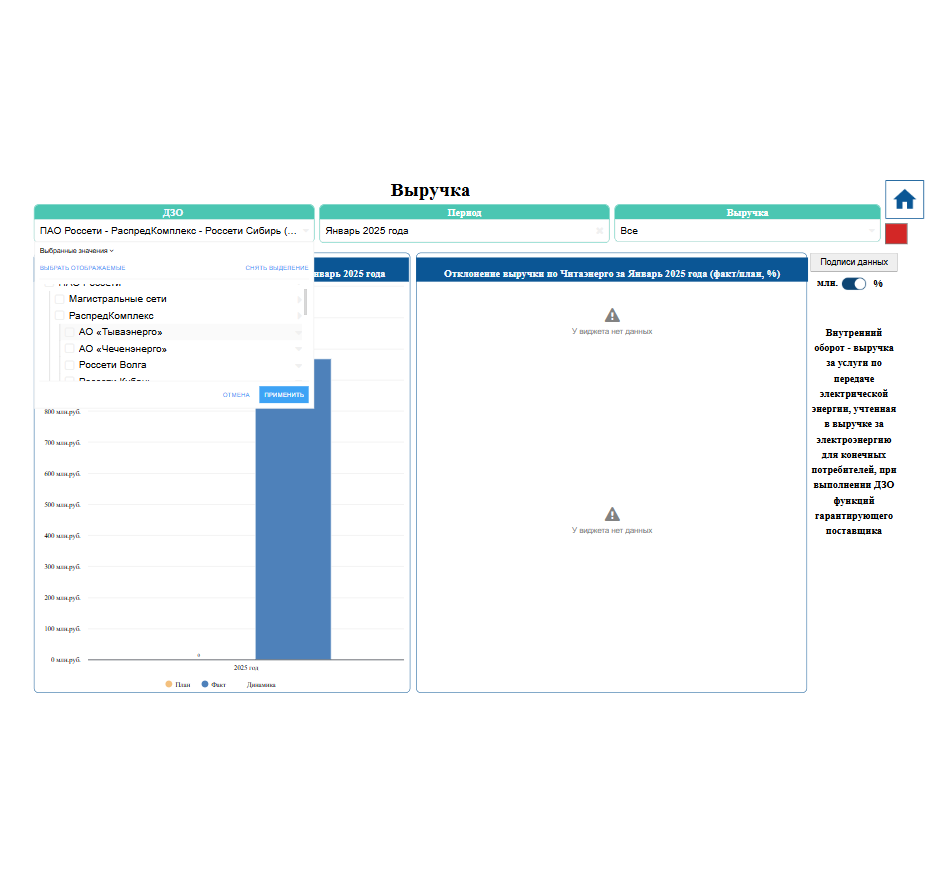 Выручка
ДЗО
Период
Выручка
ПАО Россети - РаспредКомплекс - Россети Сибирь (...
Январь 2025 года
Все
Выбранные значения
ВЫБРАТЬ ОТОБРАЖАЕМЫЕ
СНЯТЬ ВЫДЕЛЕНИЕ
Магистральные сети
РаспредКомплекс
АО «Тываэнерго»
АО «Чеченэнерго»
Россети Волга
ОТМЕНА
ПРИМЕНИТЬ
2025 года
Отклонение выручки по Читаэнерго за Январь 2025 года (факт/план, %)
У виджета нет данных
У виджета нет данных
800 млн.руб.
700 млн.руб.
600 млн.руб.
500 млн.руб.
400 млн.руб.
300 млн.руб.
200 млн.руб.
100 млн.руб.
0 млн.руб.
2025 год
План
Факт
Динамика
Подписи данных
млн.
%
Внутренний
оборот - выручка
за услуги по
передаче
электрической
энергии, учтенная
в выручке за
электроэнергию
для конечных
потребителей, при
выполнении ДЗО
функций
гарантирующего
поставщика